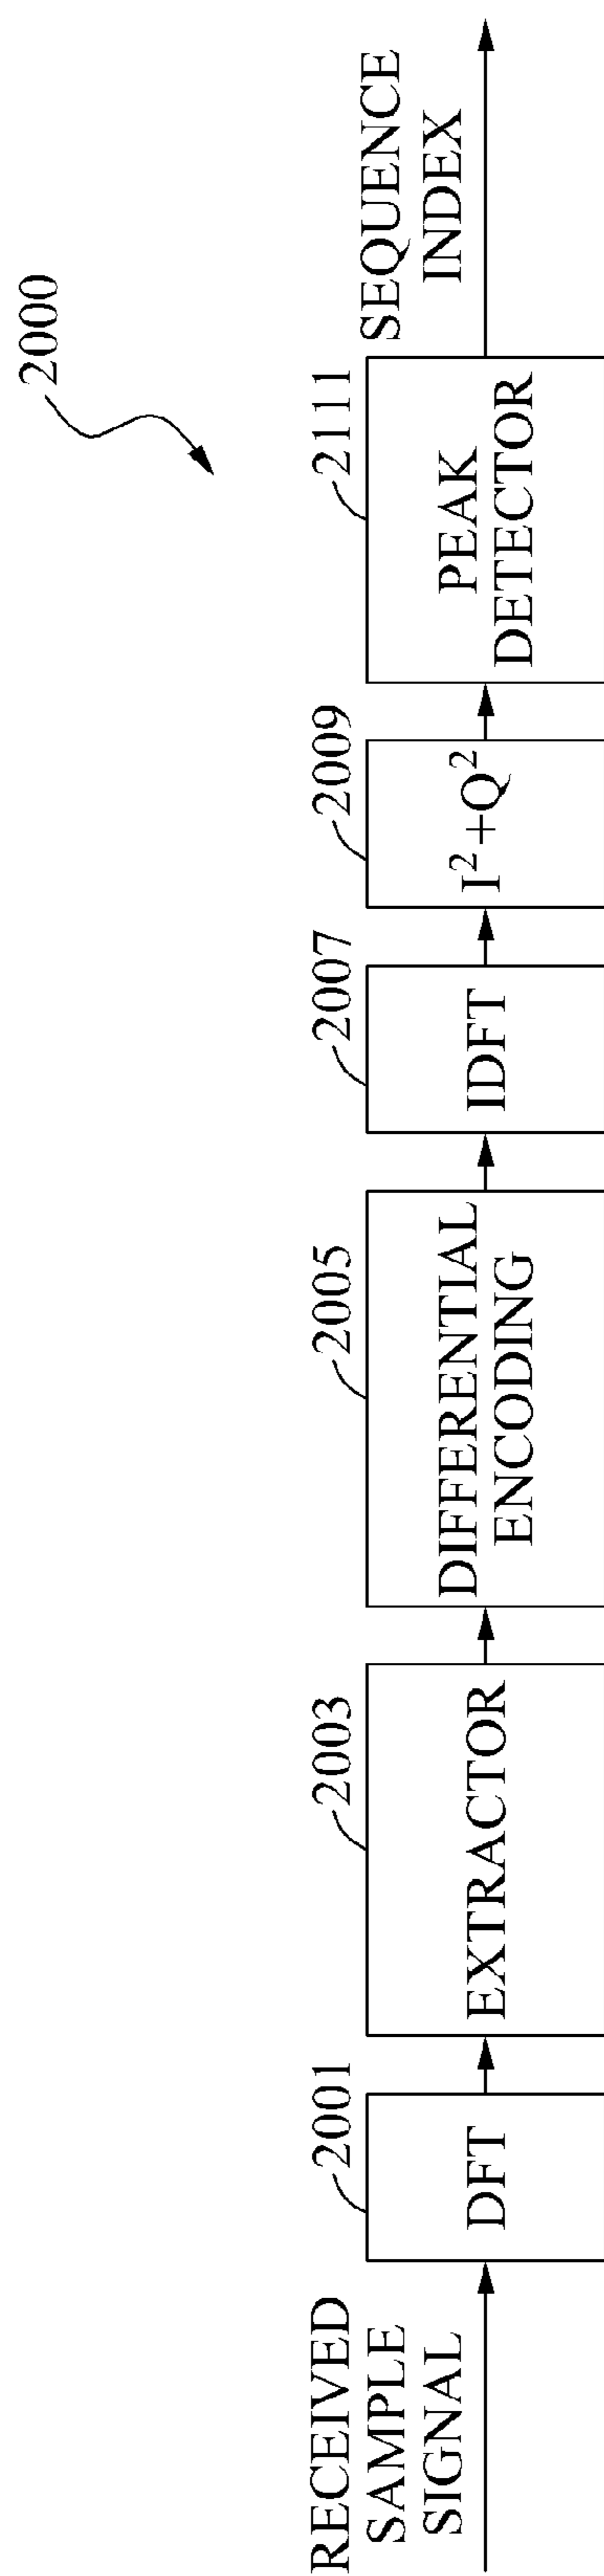 2000
RECEIVED
SAMPLE
SIGNAL
2001
DFT
2003
EXTRACTOR
2005
DIFFERENTIAL
ENCODING
2007
IDFT
2009
I²+Q²
2111
PEAK
DETECTOR
SEQUENCE
INDEX